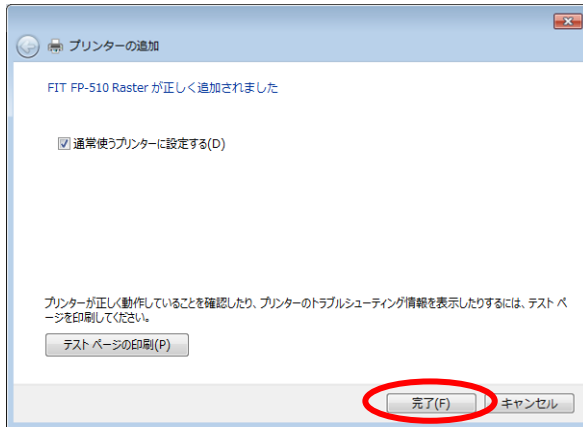 プリンターの追加
FIT FP-510 Raster が正しく追加されました
通常使うプリンターに設定する(D)
プリンターが正しく動作していることを確認したり、プリンターのトラブルシューティング情報を表示したりするには、テスト ペ
ージを印刷してください。
テスト ページの印刷(P)
完了(F)
キャンセル